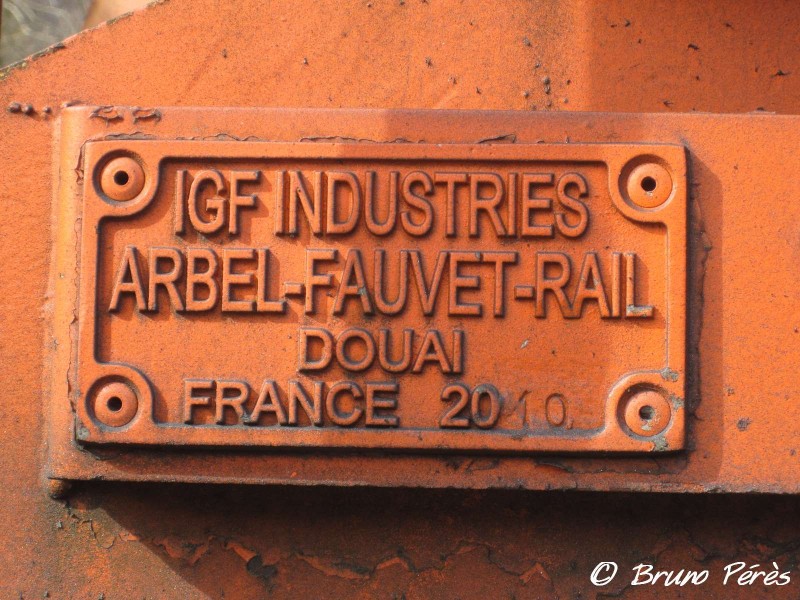 IGF INDUSTRIES
ARBEL-FAUVET-RAIL
DOUAI
FRANCE 2010
© Bruno Pérès